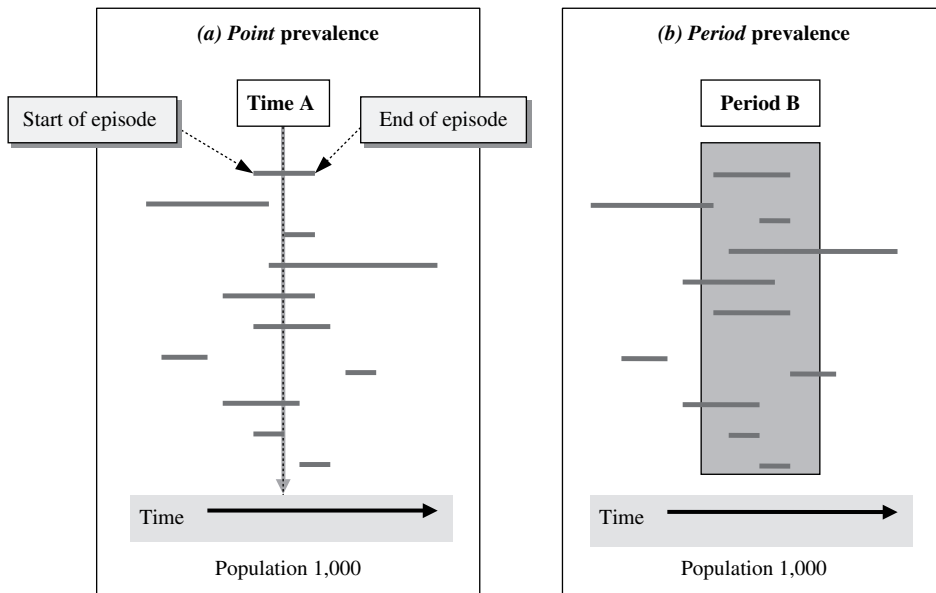 (a) Point prevalence
Time A
Start of episode
End of episode
Time
Population 1,000
(b) Period prevalence
Period B
Time
Population 1,000